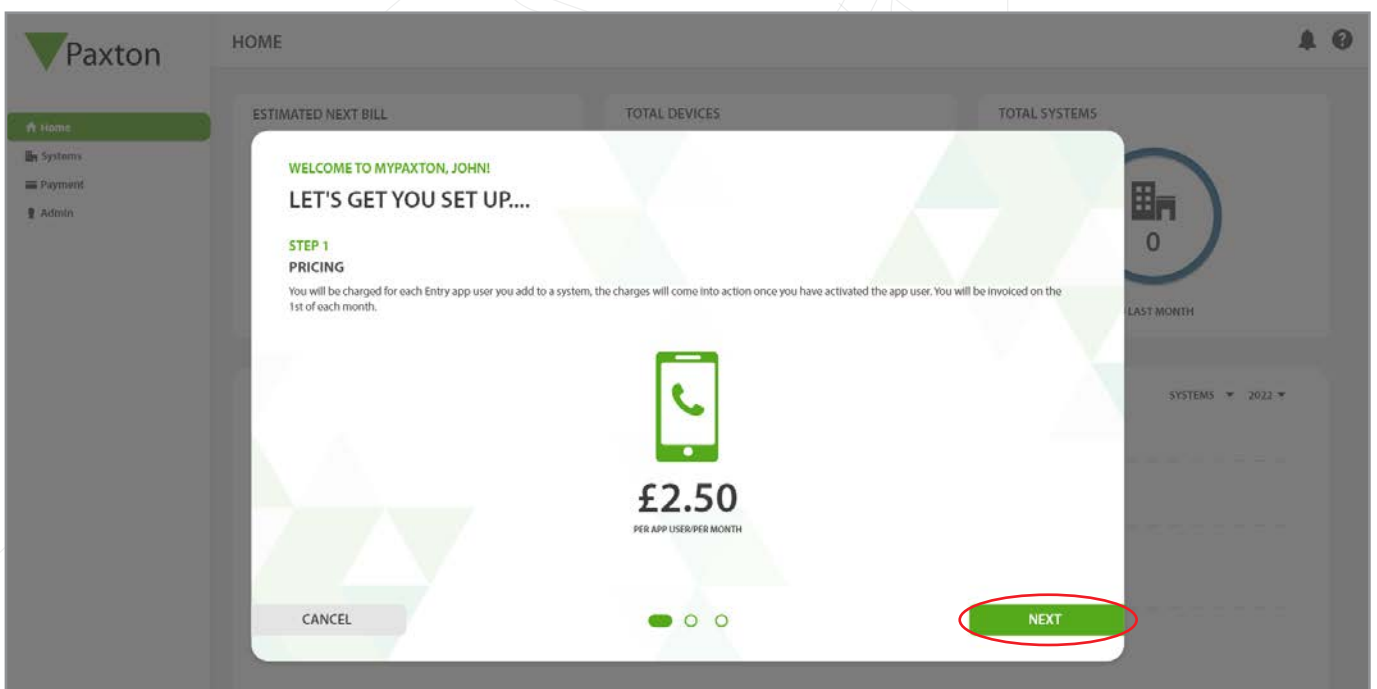 Paxton
HOME
Home
Systems
Payment
Admin
ESTIMATED NEXT BILL
TOTAL DEVICES
TOTAL SYSTEMS
0
LAST MONTH
SYSTEMS
2022
WELCOME TO MYPAXTON, JOHN!
LET'S GET YOU SET UP....
STEP 1
PRICING
You will be charged for each Entry app user you add to a system, the charges will come into action once you have activated the app user. You will be invoiced on the
1st of each month.
£2.50
PER APP USER/PER MONTH
CANCEL
NEXT